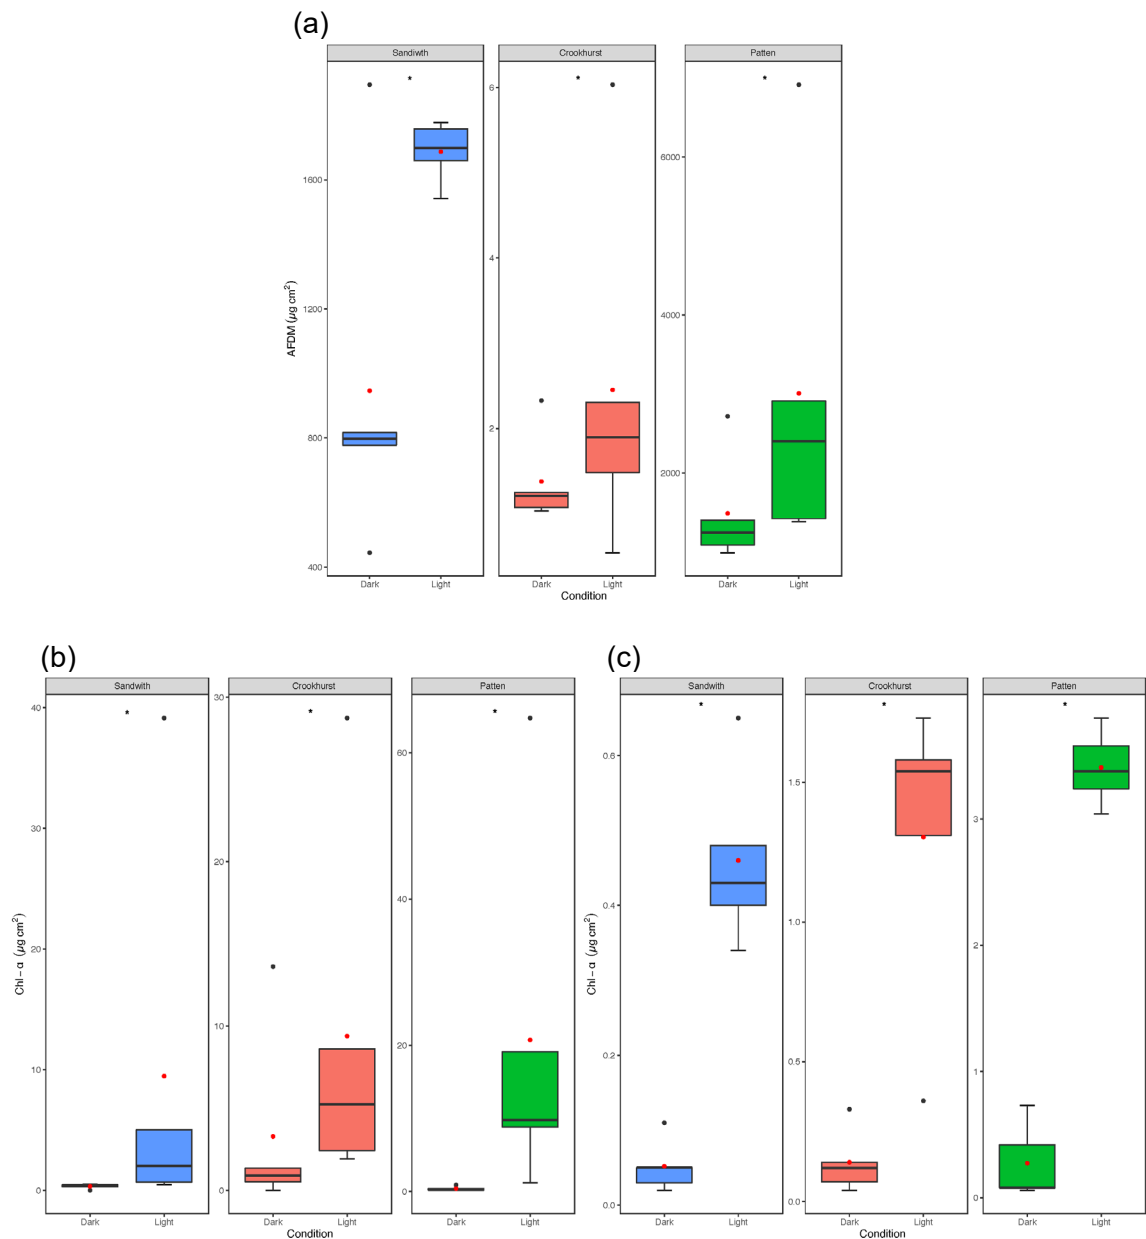 (a)
Sandiwth Crookhurst Patten
* * *
6
6000
1600
4
AFDM (μg cm²)
1200
4000
2
800
2000
400
Dark Light Dark Light Dark Light
Condition
(b) (c)
Sandwith Crookhurst Patten Sandwith Crookhurst Patten
* * * * * *
40 30
60 0.6 1.5
3
30
20
40 0.4 1.0
Chl − α (μg cm²) Chl − α (μg cm²)
20 2
10
20 0.2 0.5
10 1
0 0 0 0.0 0.0 0
Dark Light Dark Light Dark Light Dark Light Dark Light Dark Light
Condition Condition